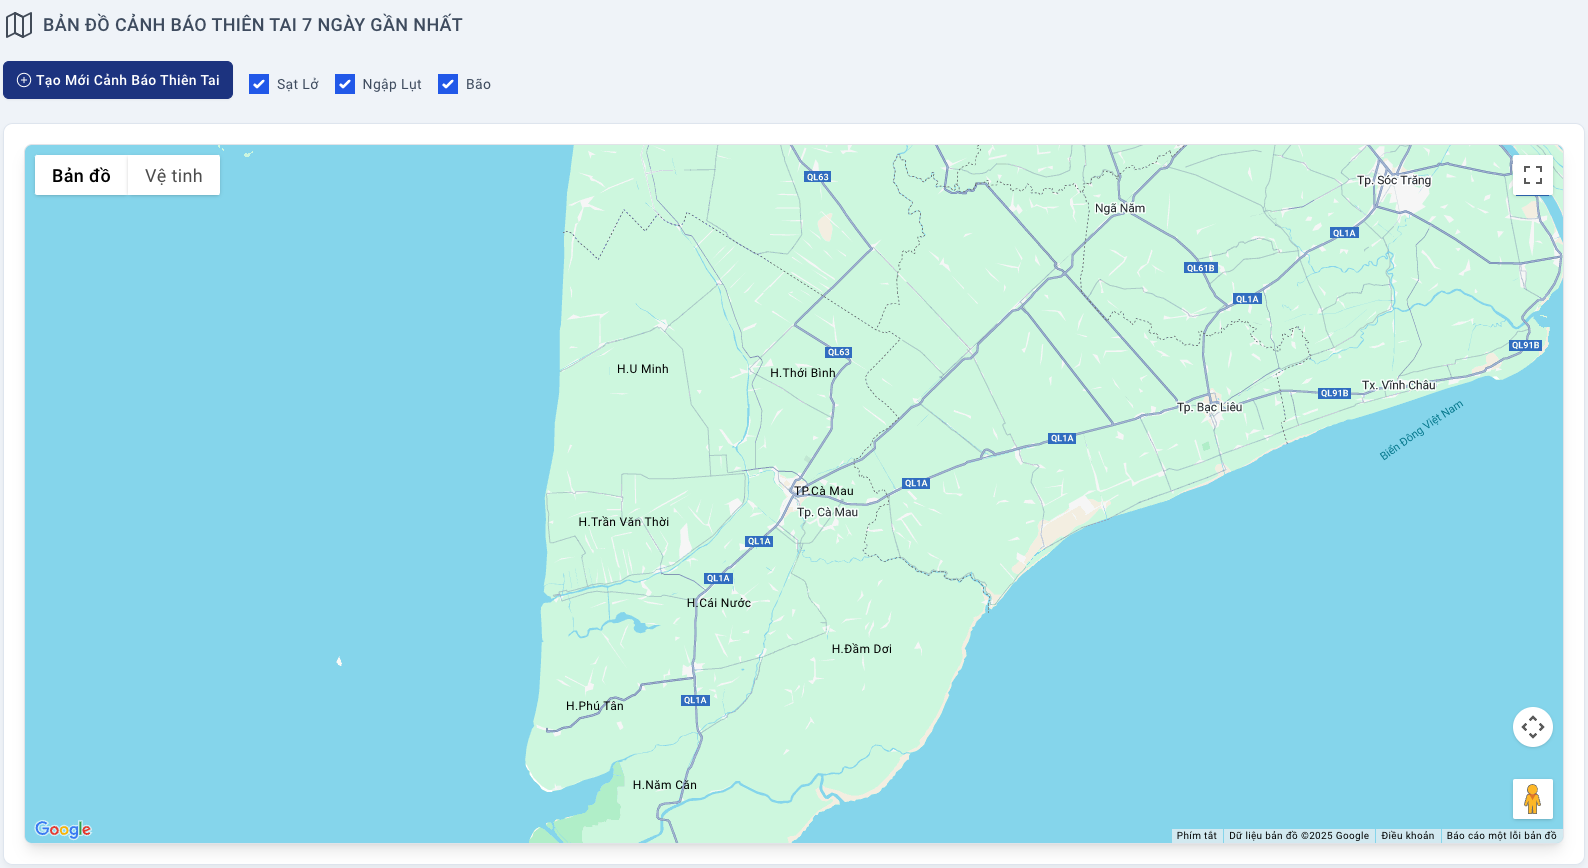 BẢN ĐỒ CẢNH BÁO THIÊN TAI 7 NGÀY GẦN NHẤT
Tạo Mới Cảnh Báo Thiên Tai
Sạt Lở
Ngập Lụt
Bão
Bản đồ
Vệ tinh
QL63
Tp. Sóc Trăng
Ngã Năm
QL1A
QL61B
QL1A
QL91B
QL63
H.U Minh
H.Thới Bình
Tx. Vĩnh Châu
QL91B
Tp. Bạc Liêu
Biển Đông Việt Nam
QL1A
QL1A
TP.Cà Mau
Tp. Cà Mau
H.Trần Văn Thời
QL1A
QL1A
H.Cái Nước
H.Đầm Dơi
QL1A
H.Phú Tân
H.Năm Căn
Google
Phím tắt
Dữ liệu bản đồ ©2025 Google
Điều khoản
Báo cáo một lỗi bản đồ